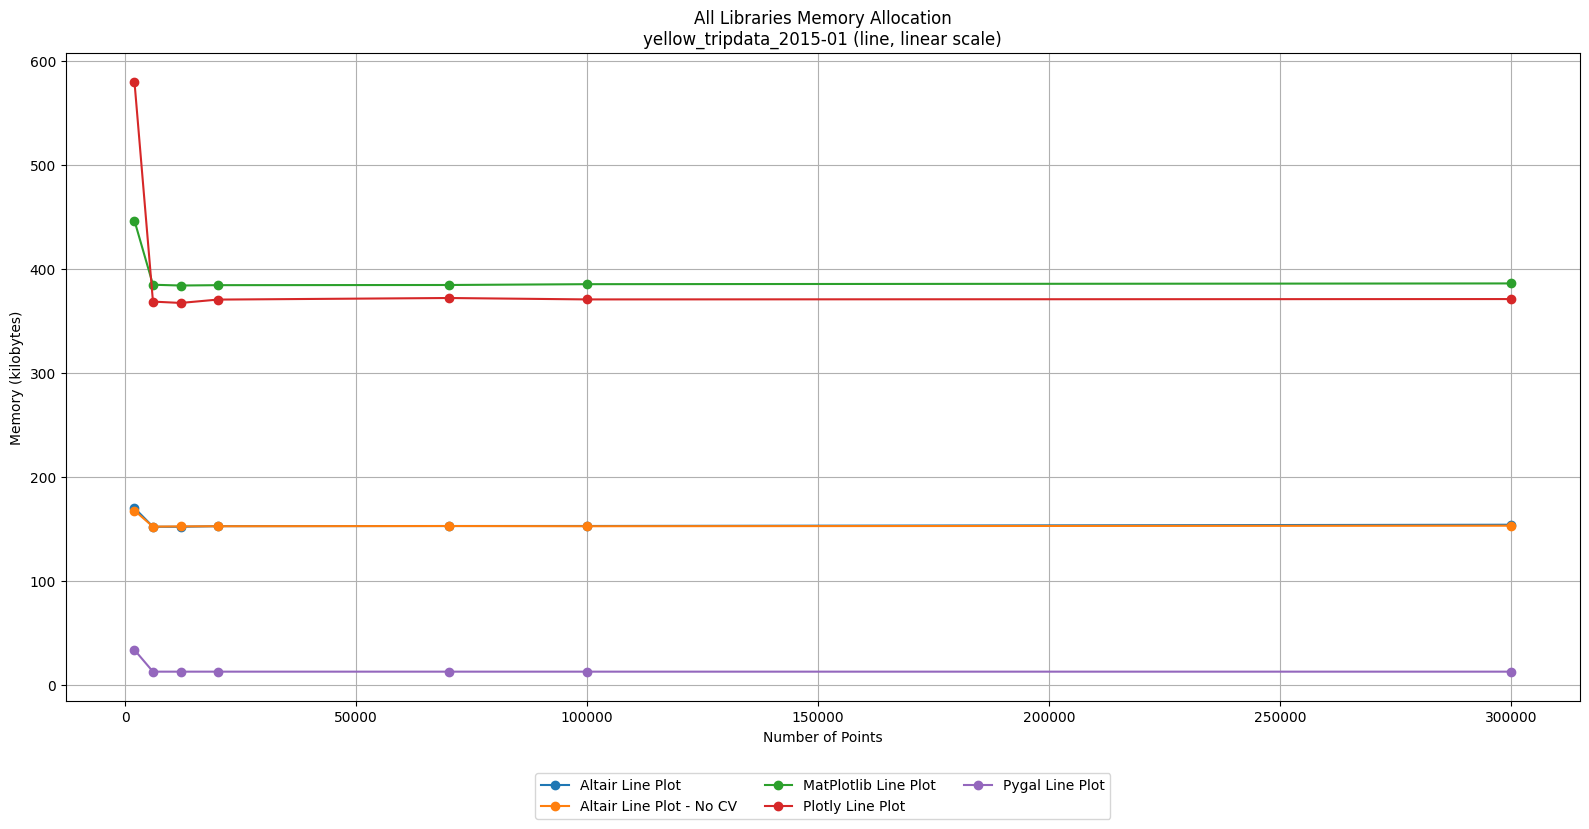 All Libraries Memory Allocation
yellow_tripdata_2015-01 (line, linear scale)
600
500
400
300
200
100
0
Memory (kilobytes)
0
50000
100000
150000
200000
250000
300000
Number of Points
Altair Line Plot
Altair Line Plot - No CV
MatPlotlib Line Plot
Plotly Line Plot
Pygal Line Plot